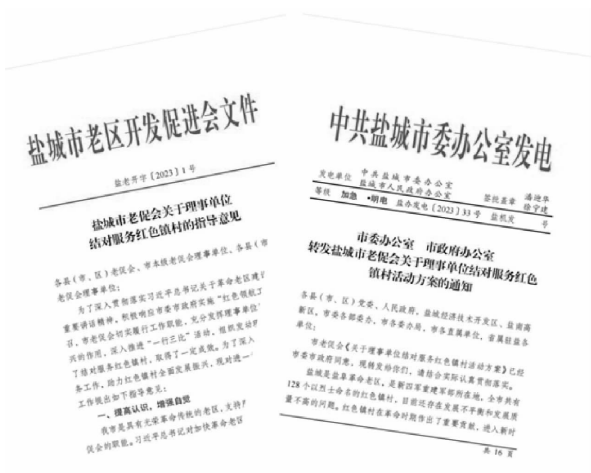 盐城市老区开发促进会文件
盐老开字〔2023〕1号
盐城市老促会关于理事单位
结对服务红色镇村的指导意见
各县（市、区）老促会、市本级老促会理事单位、各县（市
老促会理事单位：
为了深入贯彻落实习近平总书记关于革命老区建设
重要讲话精神，积极响应市委市政府实施“红色领航工
召，市老促会切实履行工作职能，充分发挥理事单位
兴的作用，深入推进“一行三化”活动，组织发动
了结对服务红色镇村，取得了一定成效。为了深入
务工作，助力红色镇村全面发展振兴，现对进一
工作提出如下指导意见：
一、提高认识，增强自觉
我市是具有光荣革命传统的老区，支持
促会的职能。习近平总书记对加快革命老区
中共盐城市委办公室发电
发电单位 中共盐城市委办公室 签批盖章 潘迎华
盐城市人民政府办公室 徐宁建
等级 加急·明电 盐办发电〔2023〕33号 盐机发 号
市委办公室 市政府办公室
转发盐城市老促会关于理事单位结对服务红色
镇村活动方案的通知
各县（市、区）党委、人民政府，盐城经济技术开发区、盐南高
新区，市委各部委办，市各委办局，市各直属单位，省属驻盐各
单位：
市老促会《关于理事单位结对服务红色镇村活动方案》已经
市委市政府同意，现转发给你们，请结合实际认真贯彻落实。
盐城是盐阜革命老区，是新四军重建军部所在地，全市共有
128个以烈士命名的红色镇村，目前还存在发展不平衡和发展质
量不高的问题。红色镇村在革命时期作出了重要贡献，进入新时
共 16 页